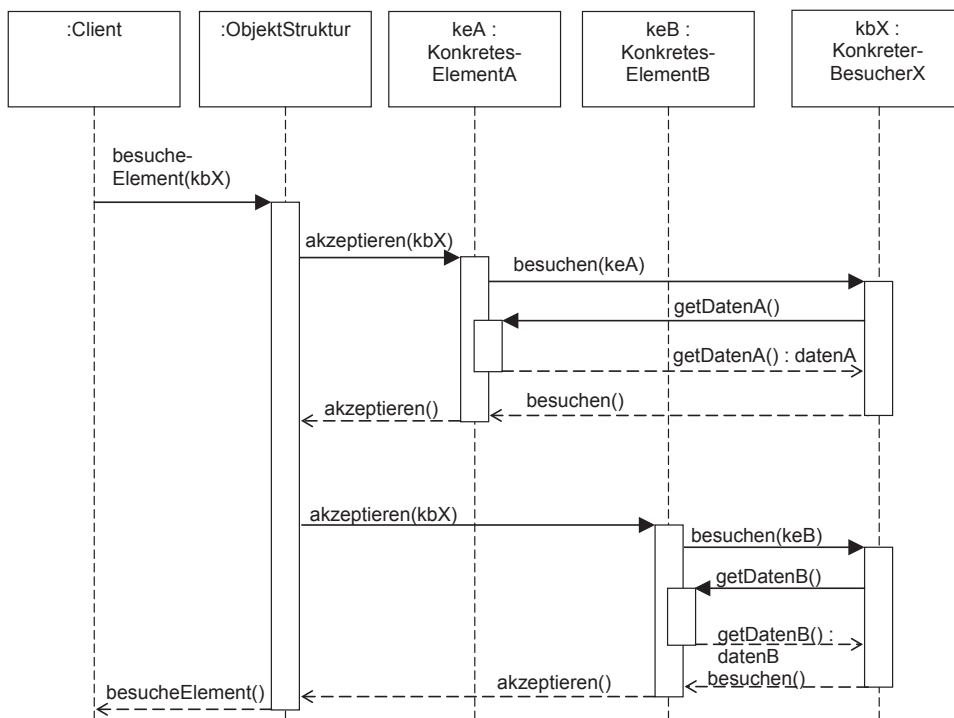 :Client
:ObjektStruktur
keA :
Konkretes-
ElementA
keB :
Konkretes-
ElementB
kbX :
Konkreter-
BesucherX
besuche-
Element(kbX)
akzeptieren(kbX)
besuchen(keA)
getDatenA()
getDatenA() : datenA
besuchen()
akzeptieren()
akzeptieren(kbX)
besuchen(keB)
getDatenB()
getDatenB() :
datenB
besuchen()
akzeptieren()
besucheElement()